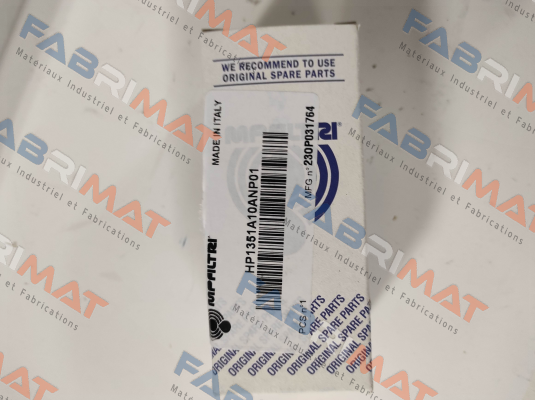 WE RECOMMEND TO USE
ORIGINAL SPARE PARTS
MADE IN ITALY
MPFILTRI
HP1351A10ANP01
MFG n° 230P031764
PCS n° 1
MPFILTRI
ORIGINAL SPARE PARTS
ORIGINAL SPARE PARTS
ORIGINAL SPARE PARTS
FABRIMAT
Materiaux Industriel et Fabrications